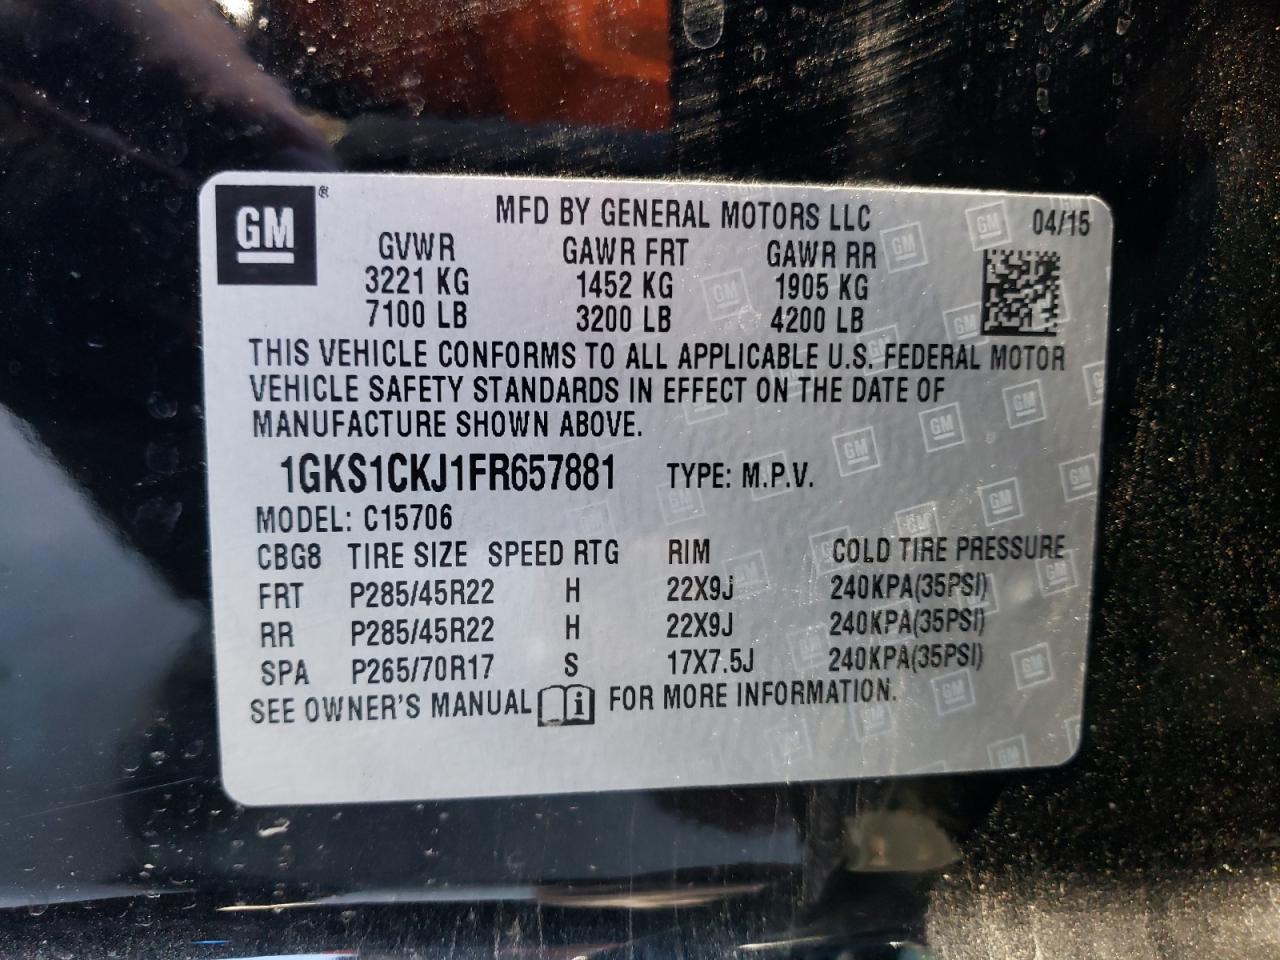 GM ® MFD BY GENERAL MOTORS LLC 04/15
GVWR GAWR FRT GAWR RR
3221 KG 1452 KG 1905 KG
7100 LB 3200 LB 4200 LB
THIS VEHICLE CONFORMS TO ALL APPLICABLE U.S. FEDERAL MOTOR
VEHICLE SAFETY STANDARDS IN EFFECT ON THE DATE OF
MANUFACTURE SHOWN ABOVE.
1GKS1CKJ1FR657881 TYPE: M.P.V.
MODEL: C15706
CBG8 TIRE SIZE SPEED RTG RIM COLD TIRE PRESSURE
FRT P285/45R22 H 22X9J 240KPA(35PSI)
RR P285/45R22 H 22X9J 240KPA(35PSI)
SPA P265/70R17 S 17X7.5J 240KPA(35PSI)
SEE OWNER'S MANUAL i FOR MORE INFORMATION.